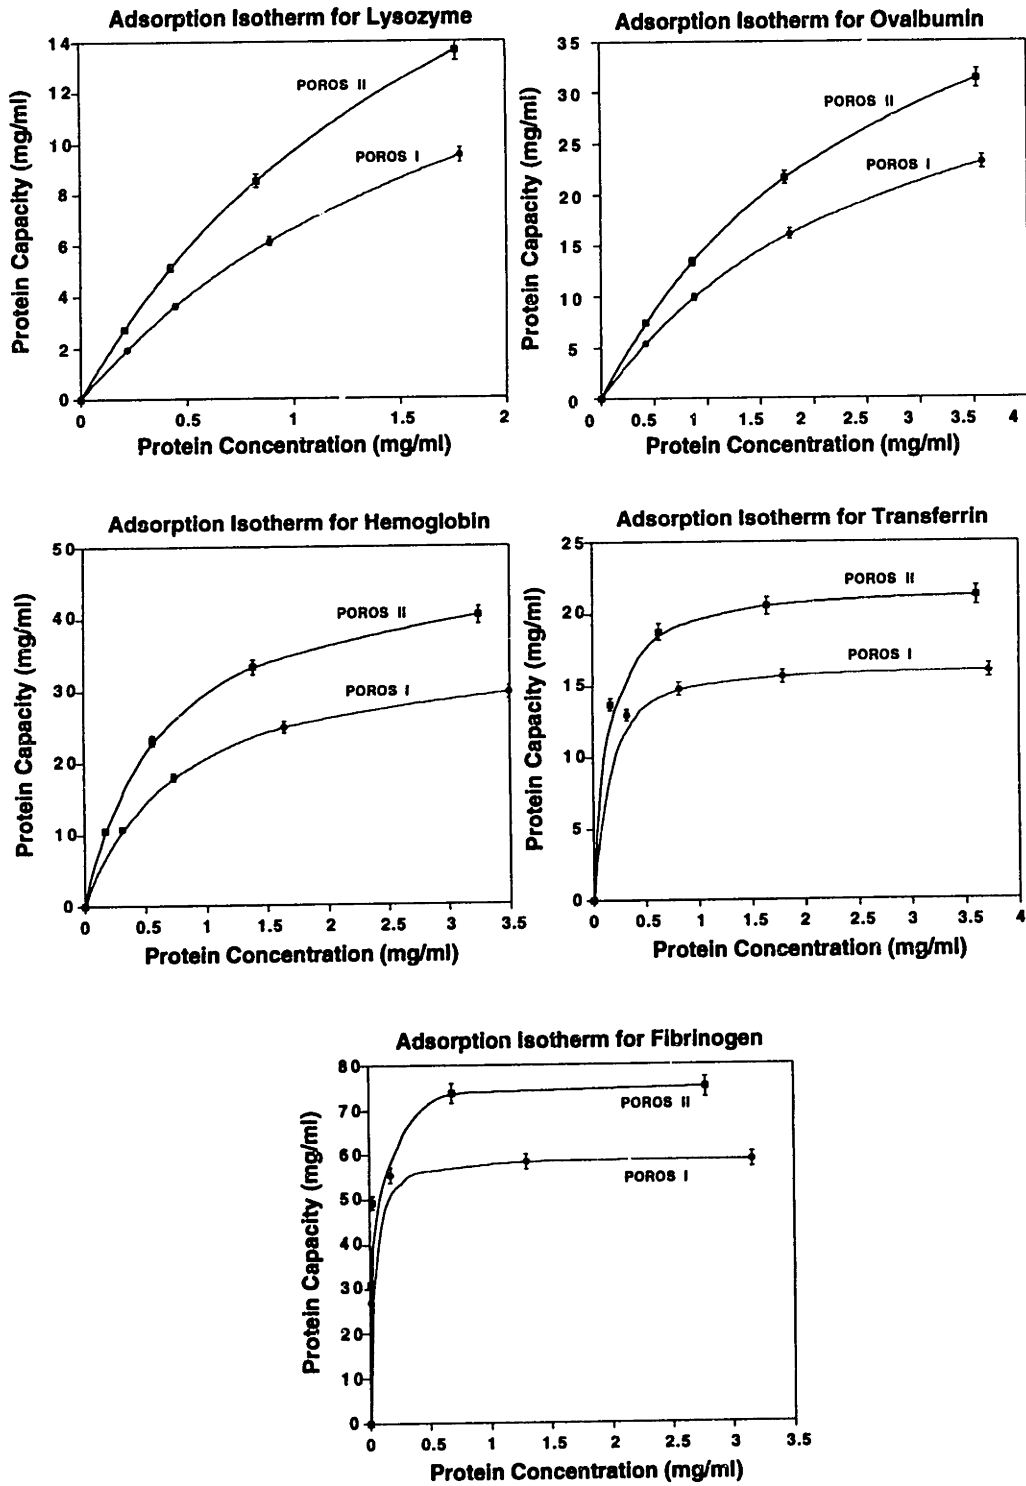 Adsorption Isotherm for Lysozyme
14
12
10
8
6
4
2
0
POROS II
POROS I
0 0.5 1 1.5 2
Protein Concentration (mg/ml)
Protein Capacity (mg/ml)
Adsorption Isotherm for Ovalbumin
35
30
25
20
15
10
5
0
POROS II
POROS I
0 0.5 1 1.5 2 2.5 3 3.5 4
Protein Concentration (mg/ml)
Protein Capacity (mg/ml)
Adsorption Isotherm for Hemoglobin
50
40
30
20
10
0
POROS II
POROS I
0 0.5 1 1.5 2 2.5 3 3.5
Protein Concentration (mg/ml)
Protein Capacity (mg/ml)
Adsorption Isotherm for Transferrin
25
20
15
10
5
0
POROS II
POROS I
0 0.5 1 1.5 2 2.5 3 3.5 4
Protein Concentration (mg/ml)
Protein Capacity (mg/ml)
Adsorption Isotherm for Fibrinogen
80
70
60
50
40
30
20
10
0
POROS II
POROS I
0 0.5 1 1.5 2 2.5 3 3.5
Protein Concentration (mg/ml)
Protein Capacity (mg/ml)